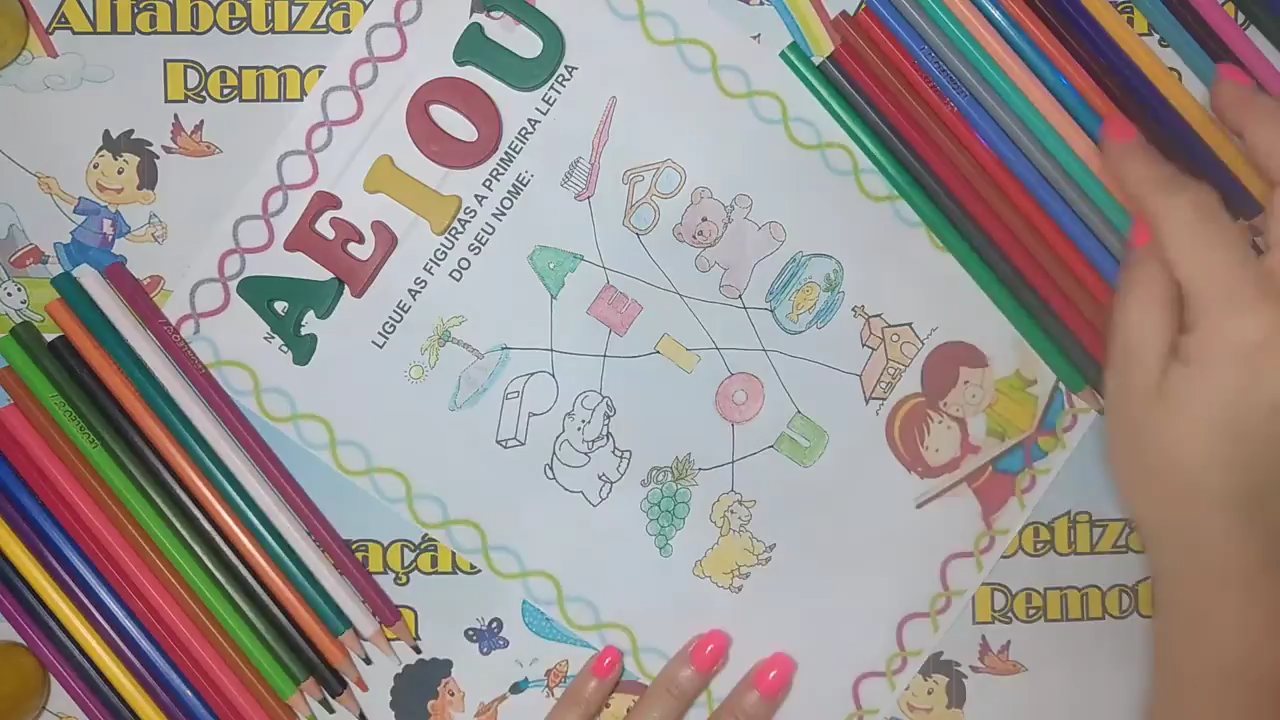 Alfabetiza
Remo
AEIOU
LIGUE AS FIGURAS A PRIMEIRA LETRA
DO SEU NOME:
A
E
I
O
U
ação
betiza
Remot